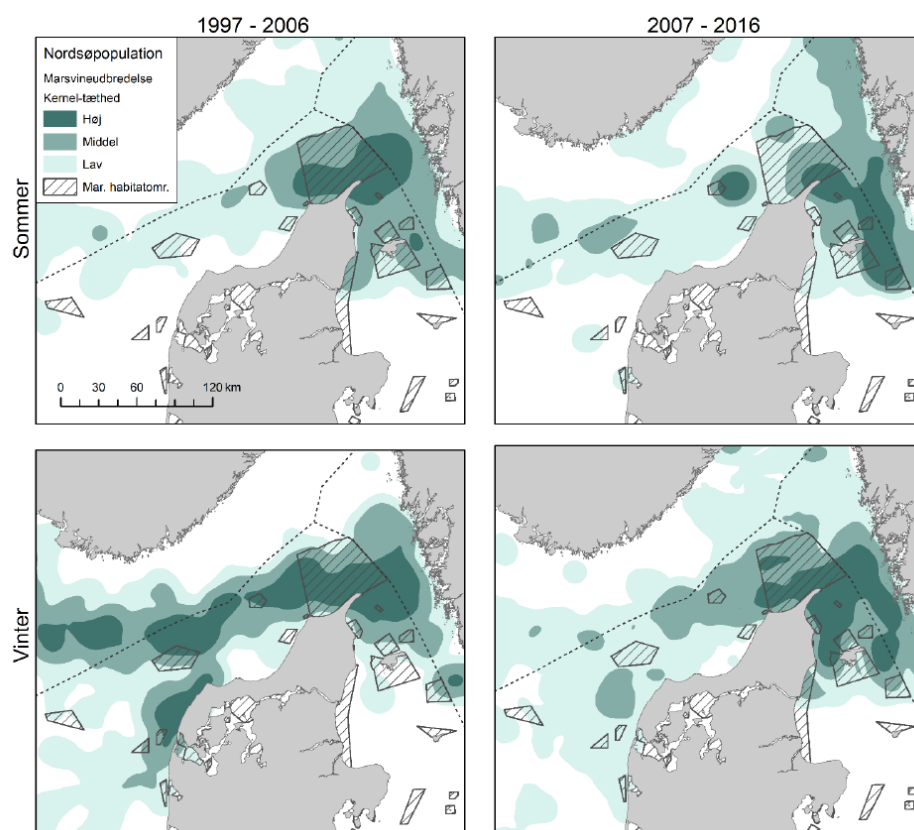 1997 - 2006
2007 - 2016
Nordsøpopulation
Marsvineudbredelse
Kernel-tæthed
Høj
Middel
Lav
Mar. habitatomr.
Sommer
0 30 60 120 km
Vinter